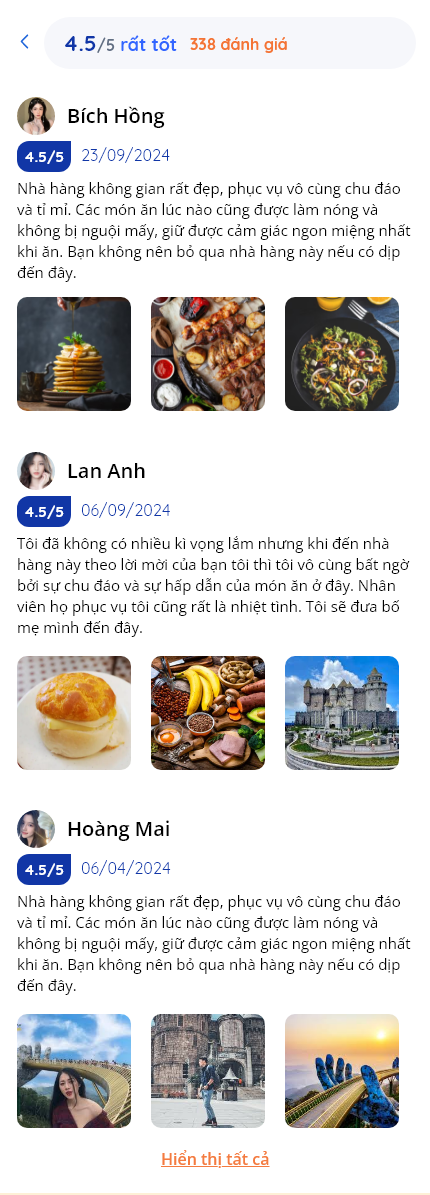 4.5/5 rất tốt 338 đánh giá
Bích Hồng
4.5/5 23/09/2024
Nhà hàng không gian rất đẹp, phục vụ vô cùng chu đáo
và tỉ mỉ. Các món ăn lúc nào cũng được làm nóng và
không bị nguội mấy, giữ được cảm giác ngon miệng nhất
khi ăn. Bạn không nên bỏ qua nhà hàng này nếu có dịp
đến đây.
Lan Anh
4.5/5 06/09/2024
Tôi đã không có nhiều kì vọng lắm nhưng khi đến nhà
hàng này theo lời mời của bạn tôi thì tôi vô cùng bất ngờ
bởi sự chu đáo và sự hấp dẫn của món ăn ở đây. Nhân
viên họ phục vụ tôi cũng rất là nhiệt tình. Tôi sẽ đưa bố
mẹ mình đến đây.
Hoàng Mai
4.5/5 06/04/2024
Nhà hàng không gian rất đẹp, phục vụ vô cùng chu đáo
và tỉ mỉ. Các món ăn lúc nào cũng được làm nóng và
không bị nguội mấy, giữ được cảm giác ngon miệng nhất
khi ăn. Bạn không nên bỏ qua nhà hàng này nếu có dịp
đến đây.
Hiển thị tất cả